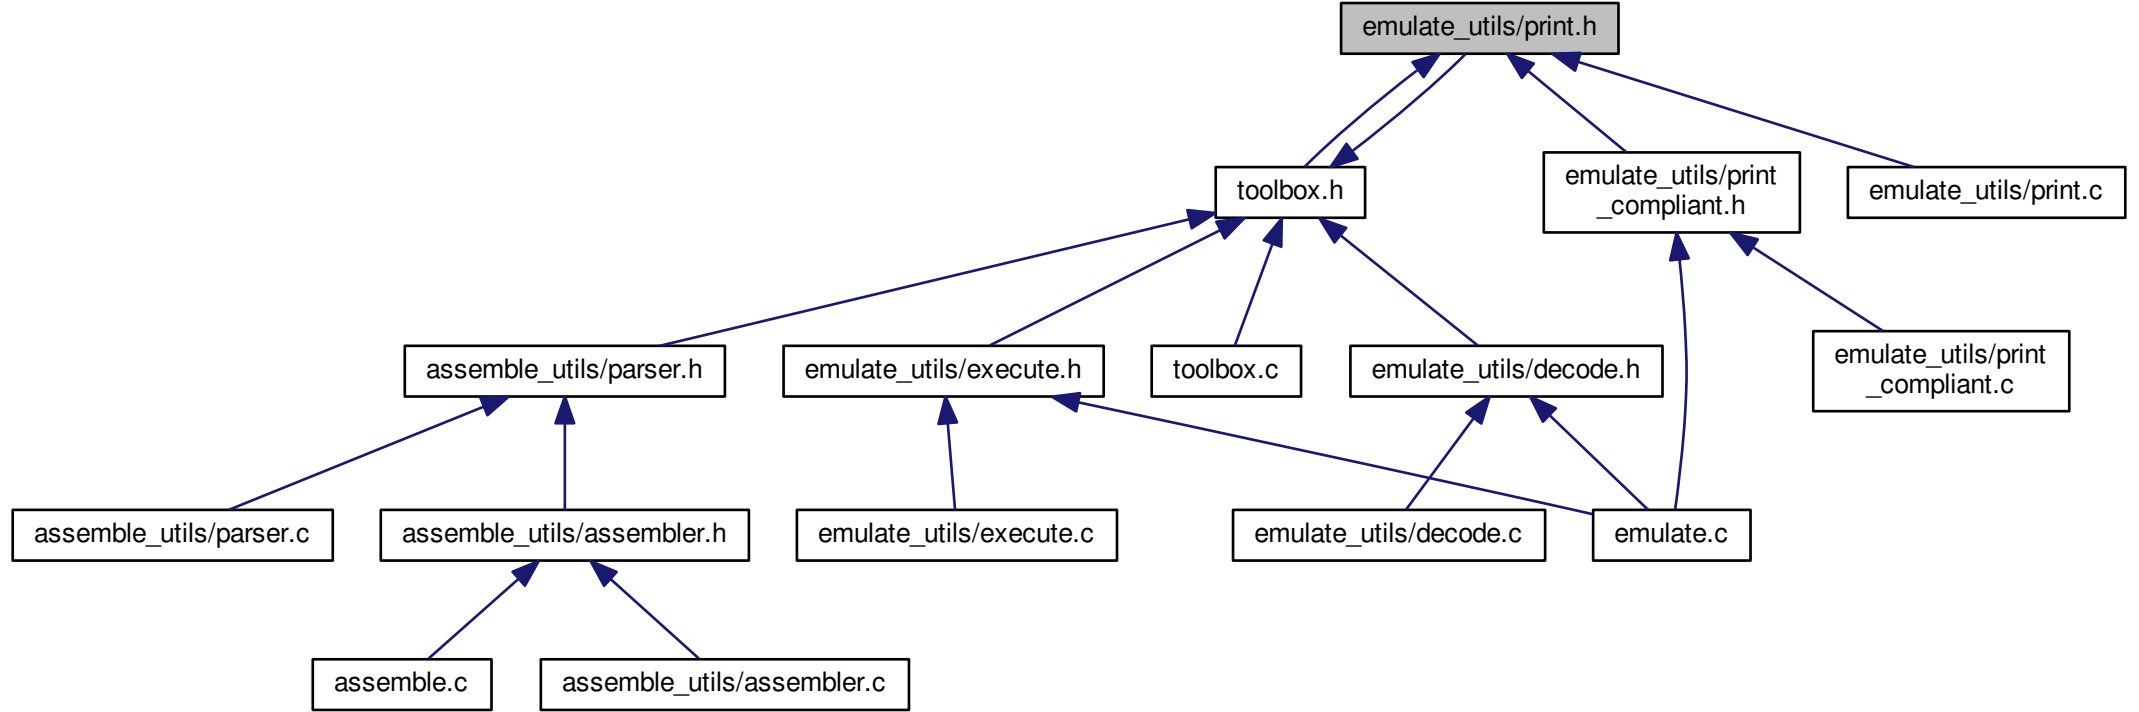 emulate_utils/print.h
toolbox.h
emulate_utils/print
_compliant.h
emulate_utils/print.c
assemble_utils/parser.h
emulate_utils/execute.h
toolbox.c
emulate_utils/decode.h
emulate_utils/print
_compliant.c
assemble_utils/parser.c
assemble_utils/assembler.h
emulate_utils/execute.c
emulate_utils/decode.c
emulate.c
assemble.c
assemble_utils/assembler.c